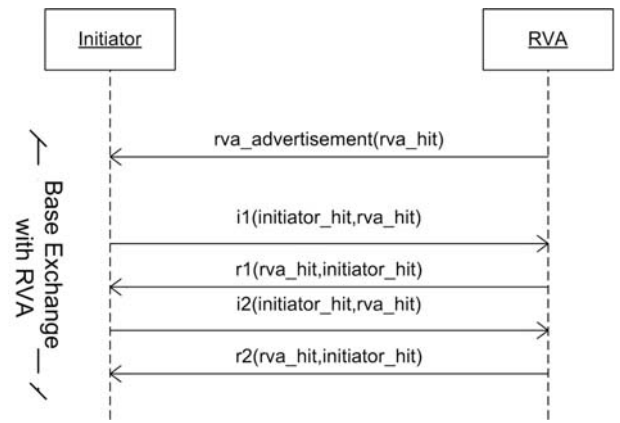 Initiator
RVA
rva_advertisement(rva_hit)
i1(initiator_hit,rva_hit)
r1(rva_hit,initiator_hit)
i2(initiator_hit,rva_hit)
r2(rva_hit,initiator_hit)
Base Exchange
with RVA